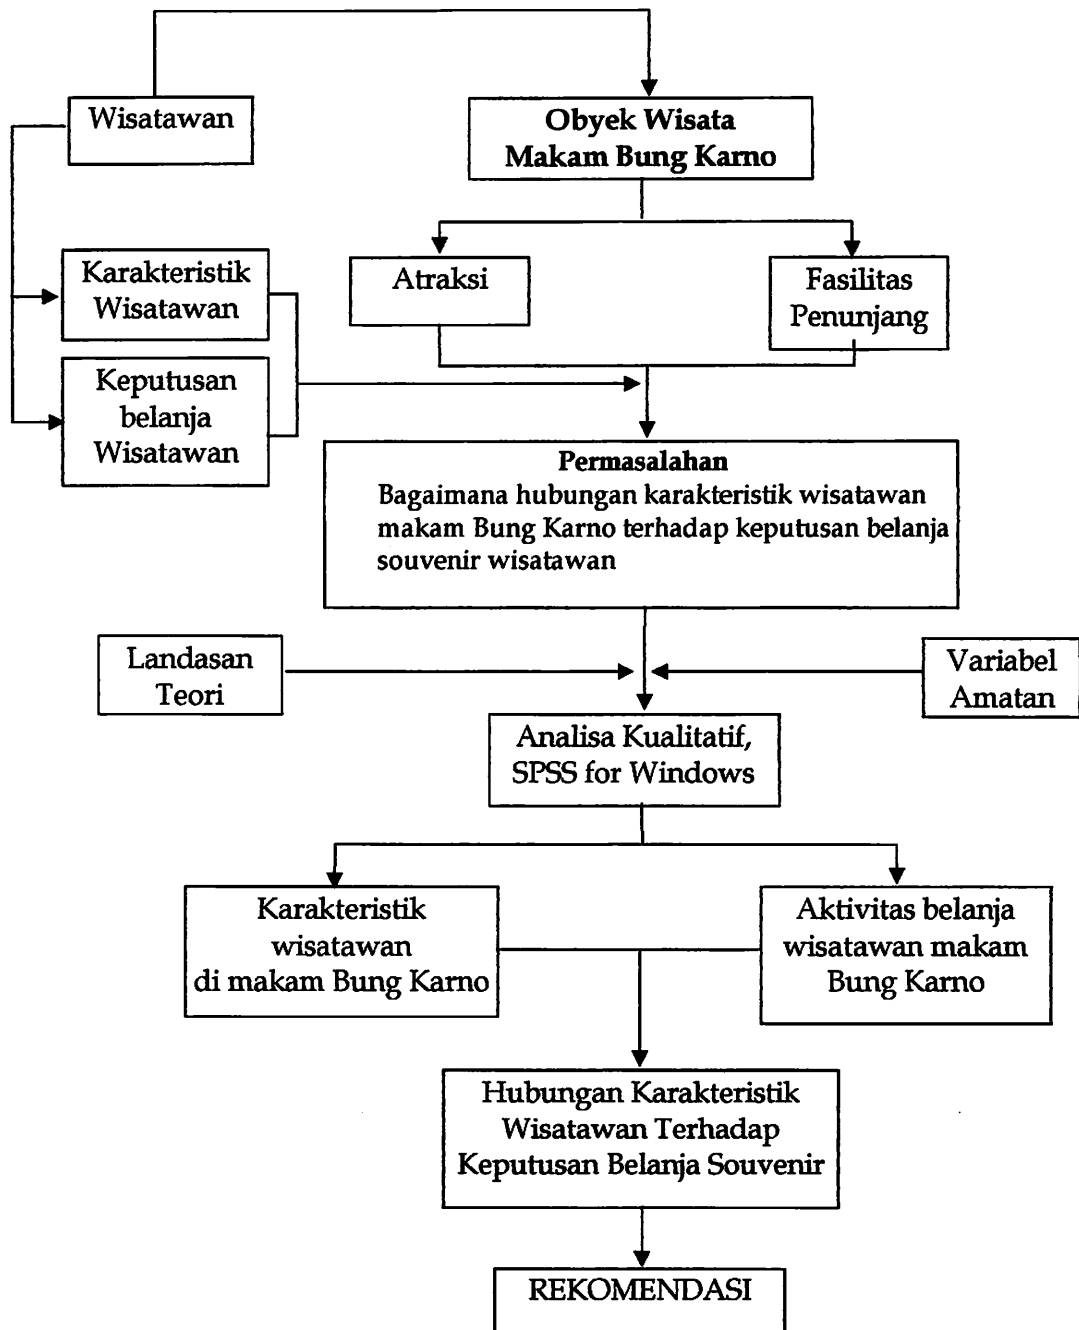 Wisatawan
Obyek Wisata
Makam Bung Karno
Karakteristik
Wisatawan
Atraksi
Fasilitas
Penunjang
Keputusan
belanja
Wisatawan
Permasalahan
Bagaimana hubungan karakteristik wisatawan
makam Bung Karno terhadap keputusan belanja
souvenir wisatawan
Landasan
Teori
Variabel
Amatan
Analisa Kualitatif,
SPSS for Windows
Karakteristik
wisatawan
di makam Bung Karno
Aktivitas belanja
wisatawan makam
Bung Karno
Hubungan Karakteristik
Wisatawan Terhadap
Keputusan Belanja Souvenir
REKOMENDASI